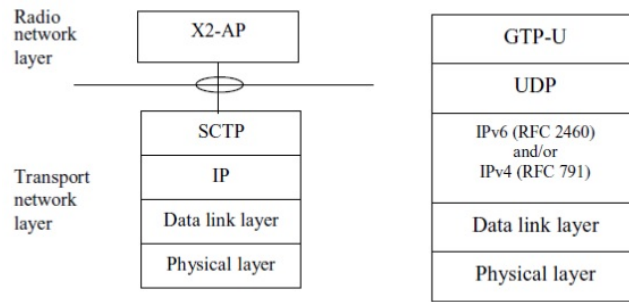 Radio
network
layer
X2-AP
SCTP
IP
Data link layer
Physical layer
Transport
network
layer
GTP-U
UDP
IPv6 (RFC 2460)
and/or
IPv4 (RFC 791)
Data link layer
Physical layer